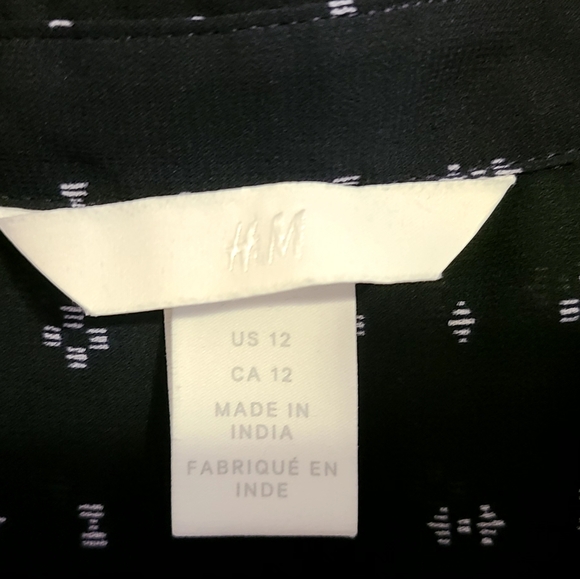 H&M
US 12
CA 12
MADE IN
INDIA
FABRIQUÉ EN
INDE